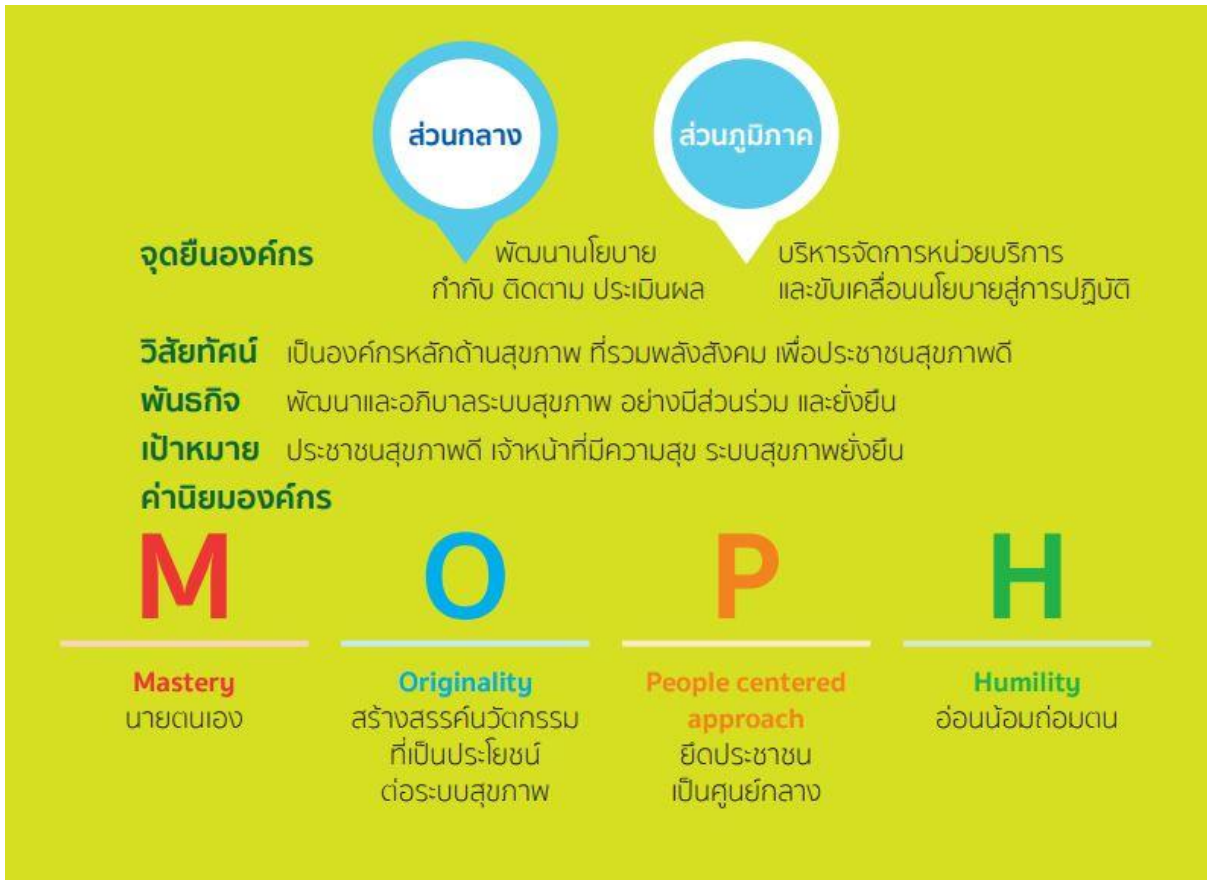 ส่วนกลาง
ส่วนภูมิภาค
จุดยืนองค์กร
พัฒนานโยบาย
กำกับ ติดตาม ประเมินผล
บริหารจัดการหน่วยบริการ
และขับเคลื่อนนโยบายสู่การปฏิบัติ
วิสัยทัศน์ เป็นองค์กรหลักด้านสุขภาพ ที่รวมพลังสังคม เพื่อประชาชนสุขภาพดี
พันธกิจ พัฒนาและอภิบาลระบบสุขภาพ อย่างมีส่วนร่วม และยั่งยืน
เป้าหมาย ประชาชนสุขภาพดี เจ้าหน้าที่มีความสุข ระบบสุขภาพยั่งยืน
ค่านิยมองค์กร
M
Mastery
นายตนเอง
O
Originality
สร้างสรรค์นวัตกรรม
ที่เป็นประโยชน์
ต่อระบบสุขภาพ
P
People centered
approach
ยึดประชาชน
เป็นศูนย์กลาง
H
Humility
อ่อนน้อมถ่อมตน